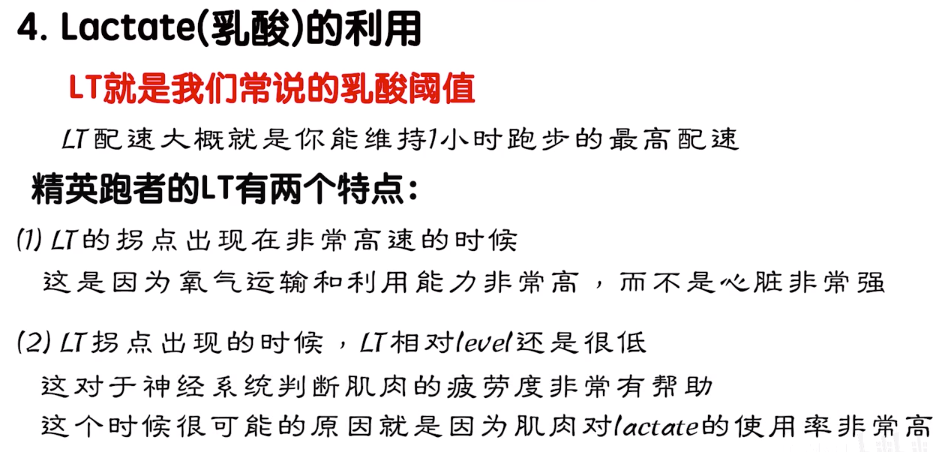 4. Lactate(乳酸)的利用
LT就是我们常说的乳酸阈值
LT配速大概就是你能维持1小时跑步的最高配速
精英跑者的LT有两个特点：
(1) LT的拐点出现在非常高速的时候
这是因为氧气运输和利用能力非常高，而不是心脏非常强
(2) LT拐点出现的时候，LT相对level还是很低
这对于神经系统判断肌肉的疲劳度非常有帮助
这个时候很可能的原因就是因为肌肉对lactate的使用率非常高